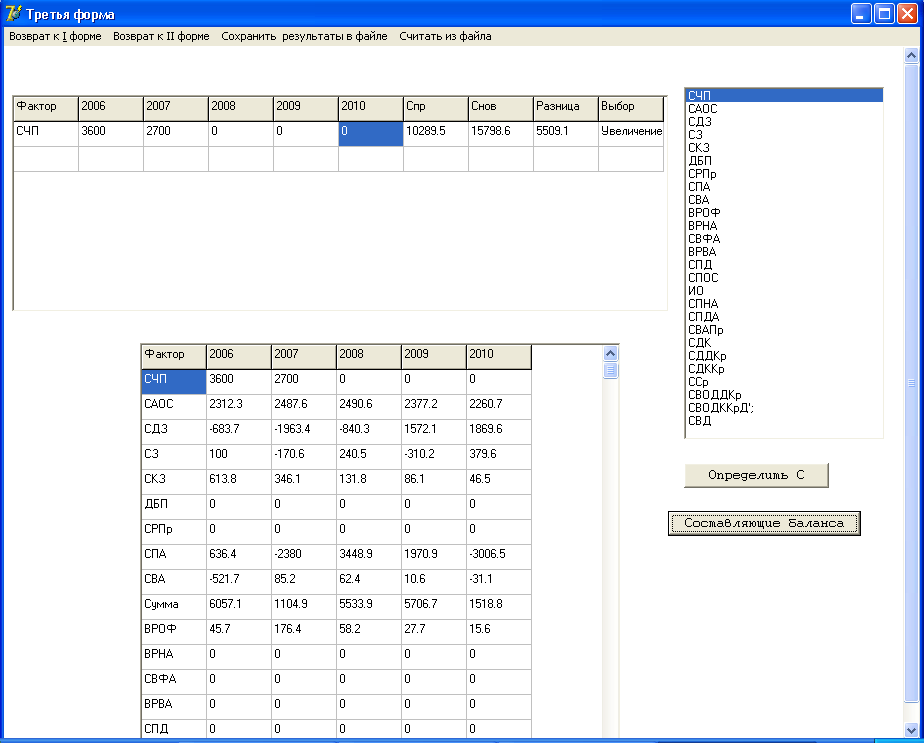 Третья форма
Возврат к I форме Возврат к II форме Сохранить результаты в файле Считать из файла
Фактор 2006 2007 2008 2009 2010 Спр Снов Разница Выбор
СЧП 3600 2700 0 0 0 10289.5 15798.6 5509.1 Увеличение
СЧП
САОС
СДЗ
СЗ
СКЗ
ДБП
СРПр
СПА
СВА
ВРОФ
ВРНА
СВФА
ВРВА
СПД
СПОС
ИО
СПНА
СПДА
СВАПр
СДК
СДДКр
СДККр
ССр
СВОДДКр
СВОДККрД';
СВД
Определить С
Составляющие баланса
Фактор 2006 2007 2008 2009 2010
СЧП 3600 2700 0 0 0
САОС 2312.3 2487.6 2490.6 2377.2 2260.7
СДЗ -683.7 -1963.4 -840.3 1572.1 1869.6
СЗ 100 -170.6 240.5 -310.2 379.6
СКЗ 613.8 346.1 131.8 86.1 46.5
ДБП 0 0 0 0 0
СРПр 0 0 0 0 0
СПА 636.4 -2380 3448.9 1970.9 -3006.5
СВА -521.7 85.2 62.4 10.6 -31.1
Сумма 6057.1 1104.9 5533.9 5706.7 1518.8
ВРОФ 45.7 176.4 58.2 27.7 15.6
ВРНА 0 0 0 0 0
СВФА 0 0 0 0 0
ВРВА 0 0 0 0 0
СПД 0 0 0 0 0